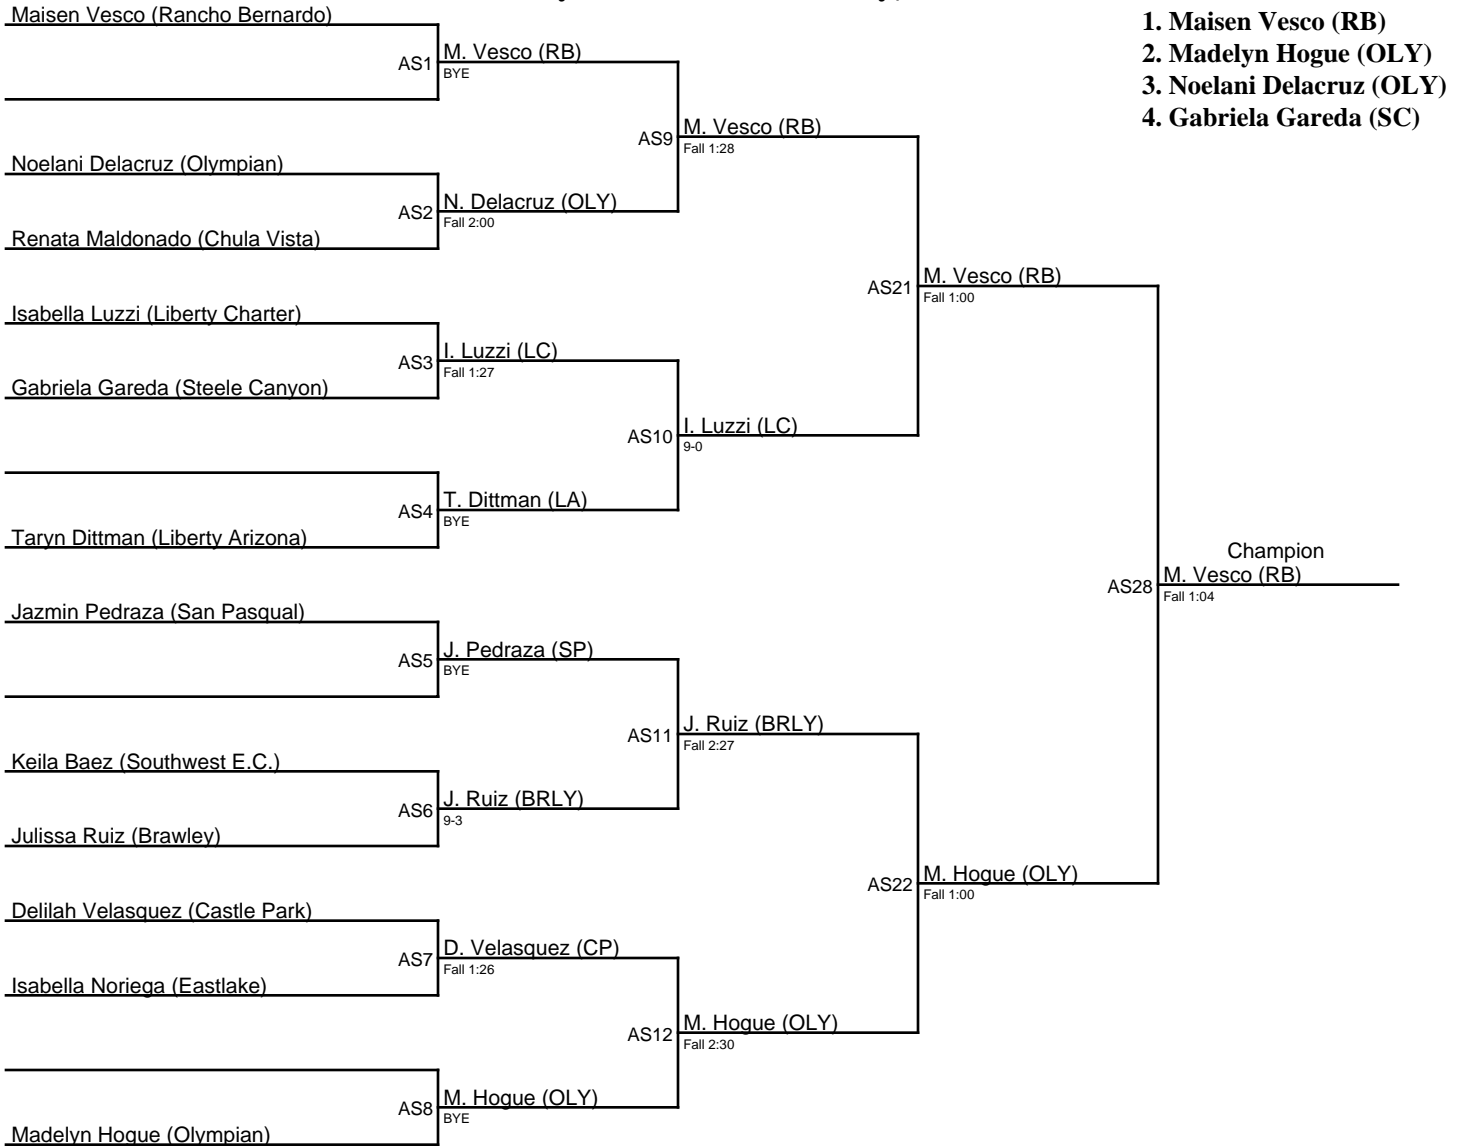 1. Maisen Vesco (RB)
2. Madelyn Hogue (OLY)
3. Noelani Delacruz (OLY)
4. Gabriela Gareda (SC)
Maisen Vesco (Rancho Bernardo)
AS1
M. Vesco (RB)
BYE
AS9
M. Vesco (RB)
Fall 1:28
Noelani Delacruz (Olympian)
AS2
N. Delacruz (OLY)
Fall 2:00
Renata Maldonado (Chula Vista)
AS21
M. Vesco (RB)
Fall 1:00
Isabella Luzzi (Liberty Charter)
AS3
I. Luzzi (LC)
Fall 1:27
Gabriela Gareda (Steele Canyon)
AS10
I. Luzzi (LC)
9-0
AS4
T. Dittman (LA)
BYE
Taryn Dittman (Liberty Arizona)
Champion
AS28
M. Vesco (RB)
Fall 1:04
Jazmin Pedraza (San Pasqual)
AS5
J. Pedraza (SP)
BYE
AS11
J. Ruiz (BRLY)
Fall 2:27
Keila Baez (Southwest E.C.)
AS6
J. Ruiz (BRLY)
9-3
Julissa Ruiz (Brawley)
AS22
M. Hogue (OLY)
Fall 1:00
Delilah Velasquez (Castle Park)
AS7
D. Velasquez (CP)
Fall 1:26
Isabella Noriega (Eastlake)
AS12
M. Hogue (OLY)
Fall 2:30
AS8
M. Hogue (OLY)
BYE
Madelyn Hogue (Olympian)